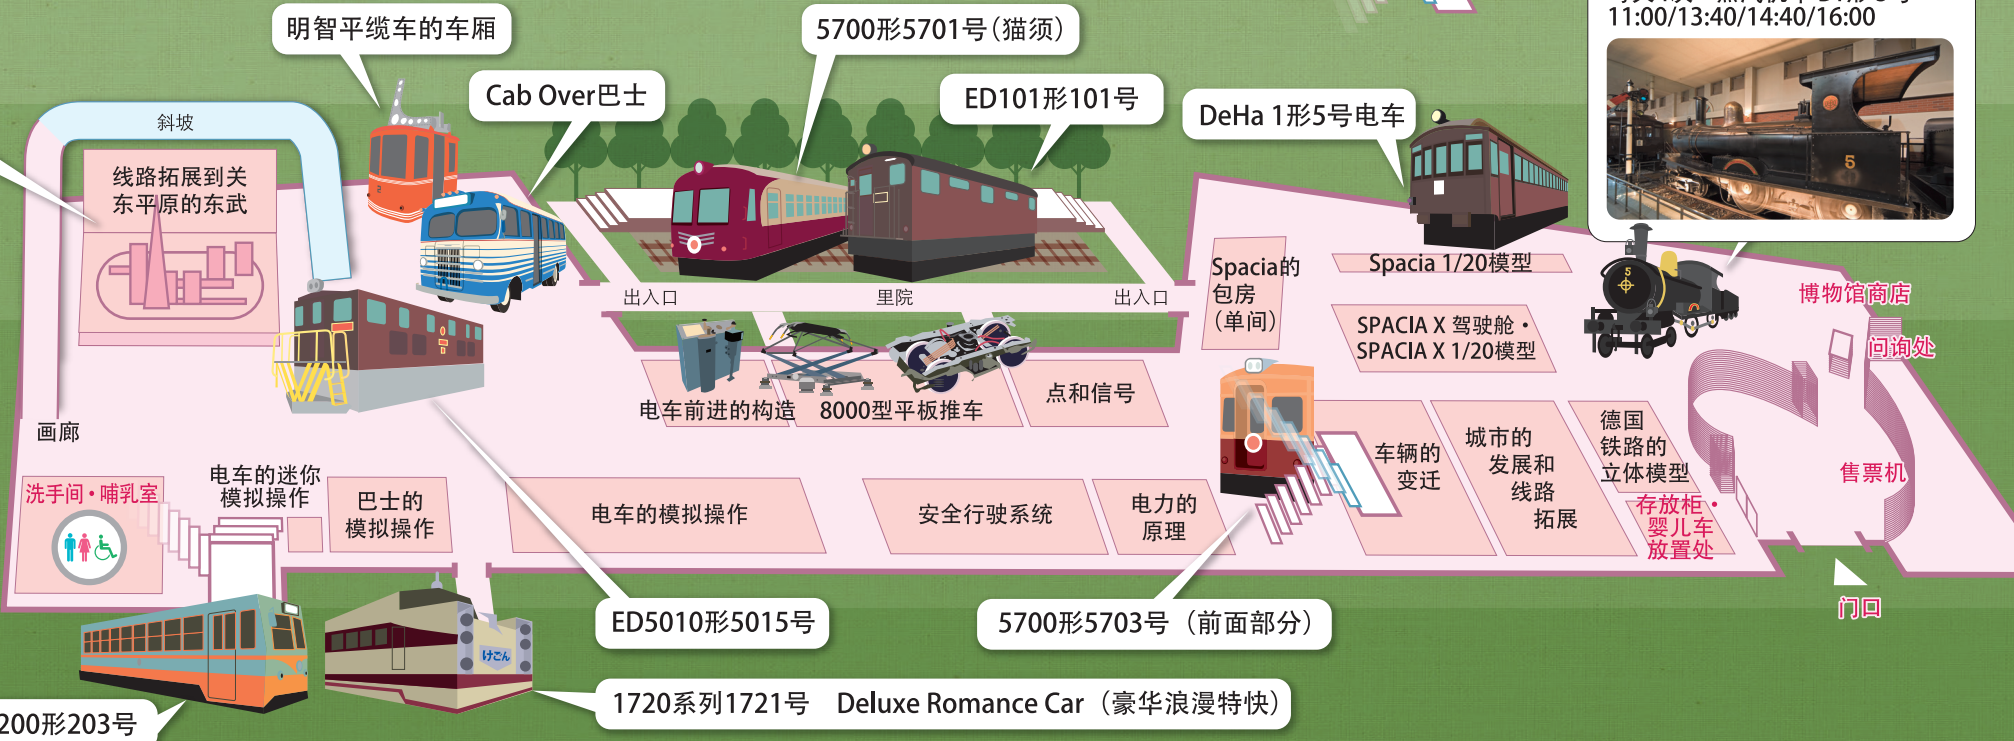 11:00/13:40/14:40/16:00
明智平缆车的车厢
5700形5701号(猫须)
Cab Over巴士
ED101形101号
DeHa 1形5号电车
斜坡
线路拓展到关
东平原的东武
5
出入口
里院
出入口
Spacia的
包房
(单间)
Spacia 1/20模型
SPACIA X 驾驶舱・
SPACIA X 1/20模型
5
博物馆商店
问询处
电车前进的构造
8000型平板推车
点和信号
画廊
车辆的
变迁
城市的
发展和
线路
拓展
德国
铁路的
立体模型
售票机
洗手间・哺乳室
电车的迷你
模拟操作
巴士的
模拟操作
电车的模拟操作
安全行驶系统
电力的
原理
存放柜・
婴儿车
放置处
门口
ED5010形5015号
5700形5703号（前面部分）
けごん
1720系列1721号 Deluxe Romance Car（豪华浪漫特快）
200形203号